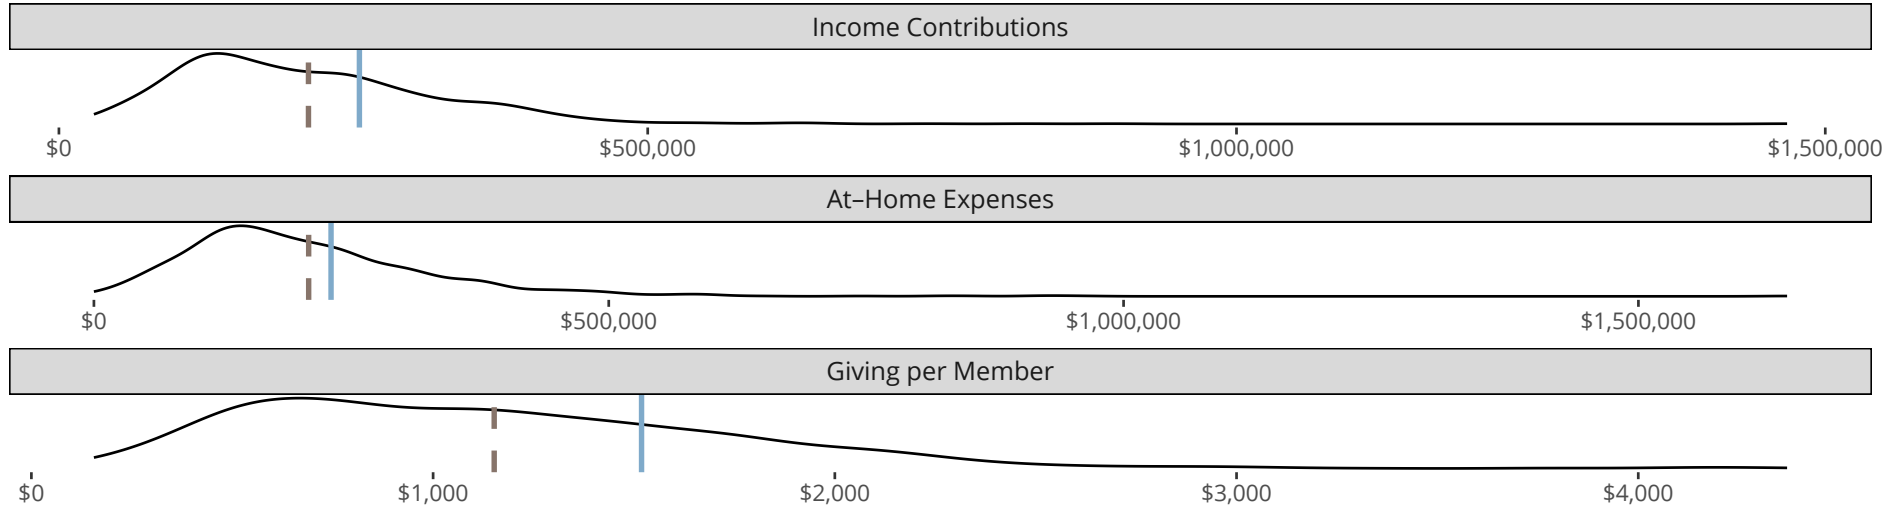 Income Contributions
$0 $500,000 $1,000,000 $1,500,000
At–Home Expenses
$0 $500,000 $1,000,000 $1,500,000
Giving per Member
$0 $1,000 $2,000 $3,000 $4,000